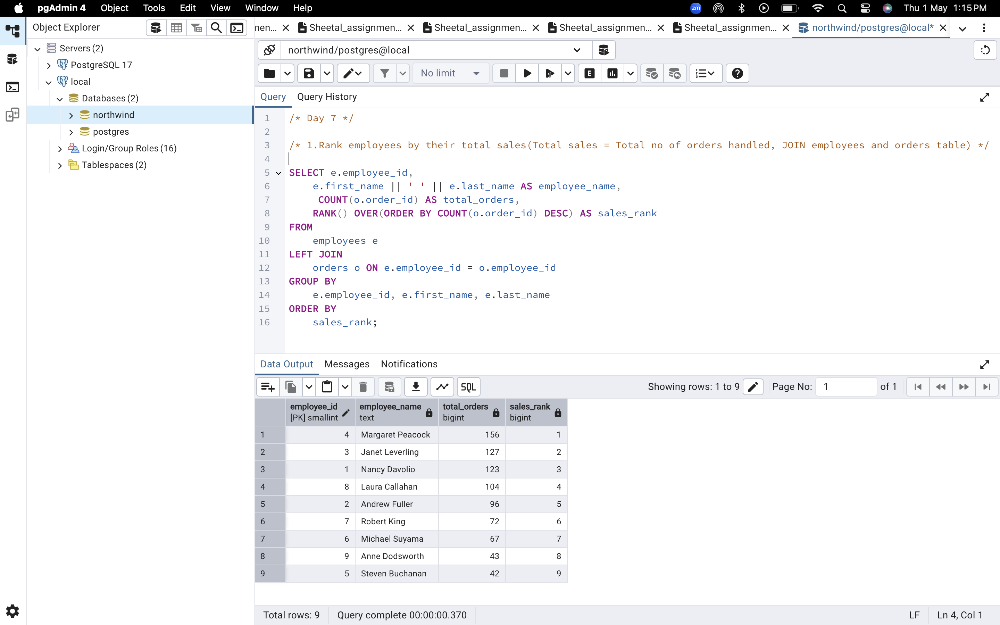 pgAdmin 4 Object Tools Edit View Window Help zm Thu 1 May 1:15 PM
Object Explorer
men... Sheetal_assignmen... Sheetal_assignmen... Sheetal_assignmen... Sheetal_assignmen... northwind/postgres@local*
Servers (2)
PostgreSQL 17
local
Databases (2)
northwind
postgres
Login/Group Roles (16)
Tablespaces (2)
northwind/postgres@local
No limit E
Query Query History
1 /* Day 7 */
2
3 /* 1.Rank employees by their total sales(Total sales = Total no of orders handled, JOIN employees and orders table) */
4
5 SELECT e.employee_id,
6 e.first_name || ' ' || e.last_name AS employee_name,
7 COUNT(o.order_id) AS total_orders,
8 RANK() OVER(ORDER BY COUNT(o.order_id) DESC) AS sales_rank
9 FROM
10 employees e
11 LEFT JOIN
12 orders o ON e.employee_id = o.employee_id
13 GROUP BY
14 e.employee_id, e.first_name, e.last_name
15 ORDER BY
16 sales_rank;
Data Output Messages Notifications
SQL Showing rows: 1 to 9 Page No: 1 of 1
employee_id employee_name total_orders sales_rank
[PK] smallint text bigint bigint
1 4 Margaret Peacock 156 1
2 3 Janet Leverling 127 2
3 1 Nancy Davolio 123 3
4 8 Laura Callahan 104 4
5 2 Andrew Fuller 96 5
6 7 Robert King 72 6
7 6 Michael Suyama 67 7
8 9 Anne Dodsworth 43 8
9 5 Steven Buchanan 42 9
Total rows: 9 Query complete 00:00:00.370 LF Ln 4, Col 1